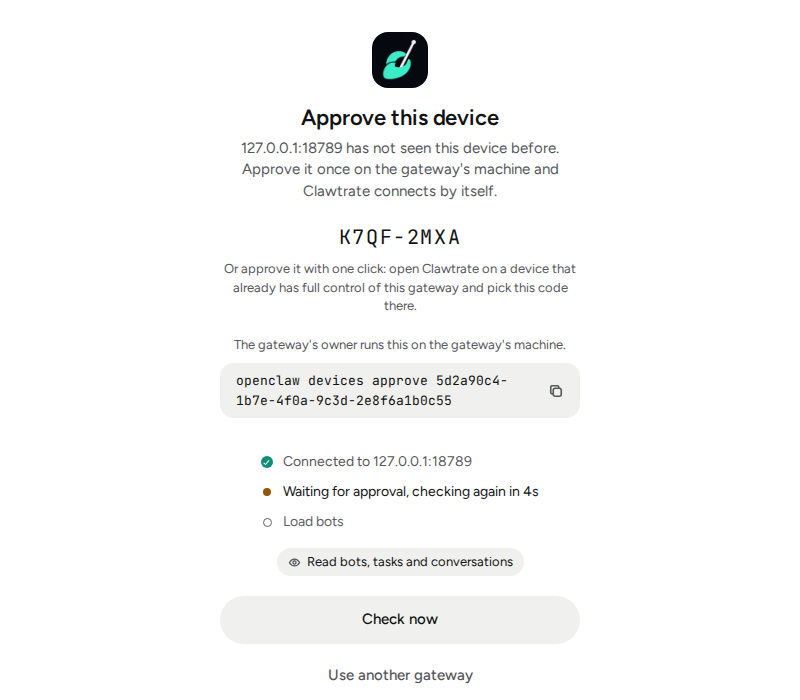 Approve this device
127.0.0.1:18789 has not seen this device before.
Approve it once on the gateway's machine and
Clawtrate connects by itself.
K7QF-2MXA
Or approve it with one click: open Clawtrate on a device that
already has full control of this gateway and pick this code
there.
The gateway's owner runs this on the gateway's machine.
openclaw devices approve 5d2a90c4-
1b7e-4f0a-9c3d-2e8f6a1b0c55
Connected to 127.0.0.1:18789
Waiting for approval, checking again in 4s
Load bots
Read bots, tasks and conversations
Check now
Use another gateway